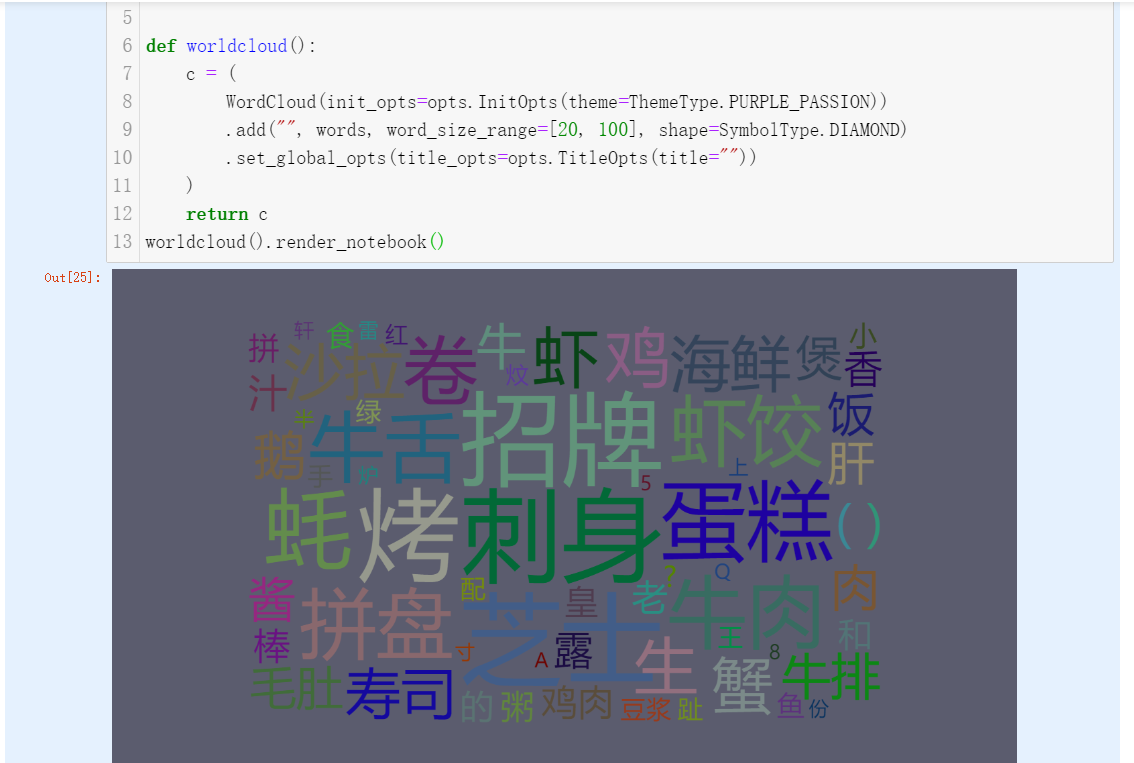 5
6 def worldcloud():
7 c = (
8 WordCloud(init_opts=opts.InitOpts(theme=ThemeType.PURPLE_PASSION))
9 .add("", words, word_size_range=[20, 100], shape=SymbolType.DIAMOND)
10 .set_global_opts(title_opts=opts.TitleOpts(title=""))
11 )
12 return c
13 worldcloud().render_notebook()
Out[25]:
轩 食 雷 红 小
拼 沙拉 卷 牛 虾 鸡 海鲜 煲 香
汁 炆
半 绿 招牌 虾饺 饭
鹅 牛舌 肝
手 炉 上
5
蚝 烤 刺身 蛋糕 ()
酱 配 皇 老 ? Q 肉
拼盘 芝士 牛肉
棒 寸 A 露 生 王 8 和
毛肚 寿司 蟹 牛排
的 粥 鸡肉 豆浆 趾 鱼 份